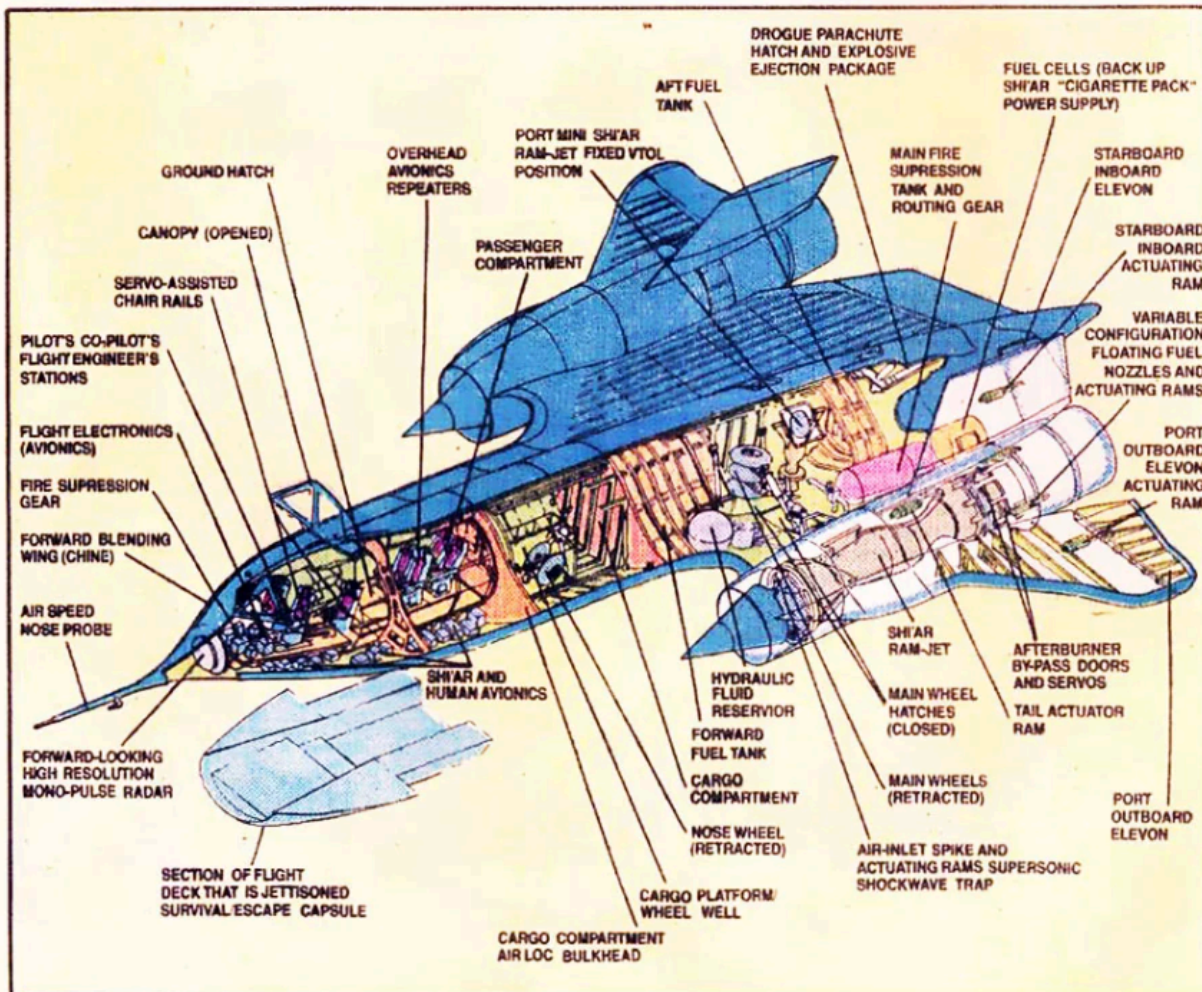 DROGUE PARACHUTE
HATCH AND EXPLOSIVE
EJECTION PACKAGE
FUEL CELLS (BACK UP
SHI'AR "CIGARETTE PACK"
POWER SUPPLY)
AFT FUEL
TANK
PORT MINI SHI'AR
RAM-JET FIXED VTOL
POSITION
OVERHEAD
AVIONICS
REPEATERS
MAIN FIRE
SUPRESSION
TANK AND
ROUTING GEAR
STARBOARD
INBOARD
ELEVON
GROUND HATCH
CANOPY (OPENED)
PASSENGER
COMPARTMENT
STARBOARD
INBOARD
ACTUATING
RAM
SERVO-ASSISTED
CHAIR RAILS
VARIABLE
CONFIGURATION
FLOATING FUEL
NOZZLES AND
ACTUATING RAMS
PILOT'S CO-PILOT'S
FLIGHT ENGINEER'S
STATIONS
FLIGHT ELECTRONICS
(AVIONICS)
PORT
OUTBOARD
ELEVON
ACTUATING
RAM
FIRE SUPRESSION
GEAR
FORWARD BLENDING
WING (CHINE)
AIR SPEED
NOSE PROBE
SHI'AR AND
HUMAN AVIONICS
HYDRAULIC
FLUID
RESERVIOR
SHI'AR
RAM-JET
AFTERBURNER
BY-PASS DOORS
AND SERVOS
MAIN WHEEL
HATCHES
(CLOSED)
TAIL ACTUATOR
RAM
FORWARD
FUEL TANK
FORWARD-LOOKING
HIGH RESOLUTION
MONO-PULSE RADAR
CARGO
COMPARTMENT
MAIN WHEELS
(RETRACTED)
PORT
OUTBOARD
ELEVON
NOSE WHEEL
(RETRACTED)
AIR-INLET SPIKE AND
ACTUATING RAMS SUPERSONIC
SHOCKWAVE TRAP
SECTION OF FLIGHT
DECK THAT IS JETTISONED
SURVIVAL/ESCAPE CAPSULE
CARGO PLATFORM/
WHEEL WELL
CARGO COMPARTMENT
AIR LOC BULKHEAD